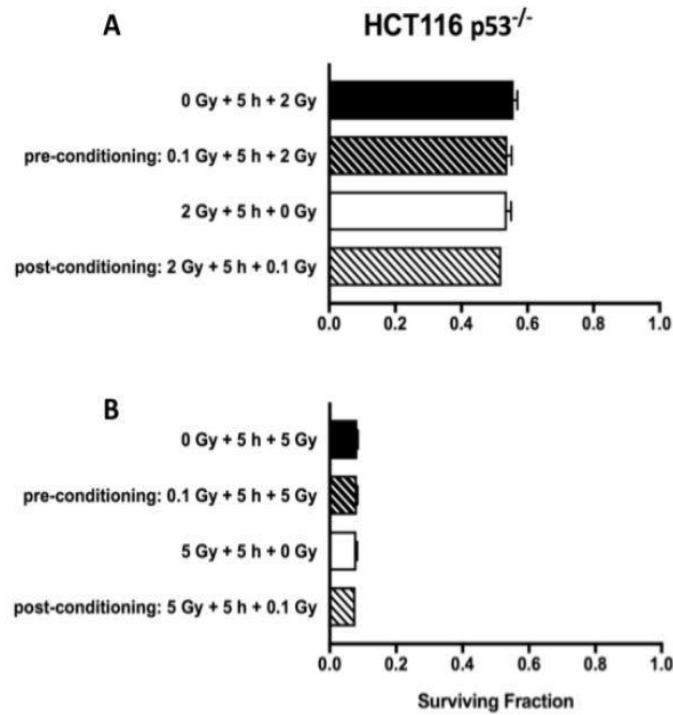 A
HCT116 p53-/-
0 Gy + 5 h + 2 Gy
pre-conditioning: 0.1 Gy + 5 h + 2 Gy
2 Gy + 5 h + 0 Gy
post-conditioning: 2 Gy + 5 h + 0.1 Gy
0.0 0.2 0.4 0.6 0.8 1.0
B
0 Gy + 5 h + 5 Gy
pre-conditioning: 0.1 Gy + 5 h + 5 Gy
5 Gy + 5 h + 0 Gy
post-conditioning: 5 Gy + 5 h + 0.1 Gy
0.0 0.2 0.4 0.6 0.8 1.0
Surviving Fraction